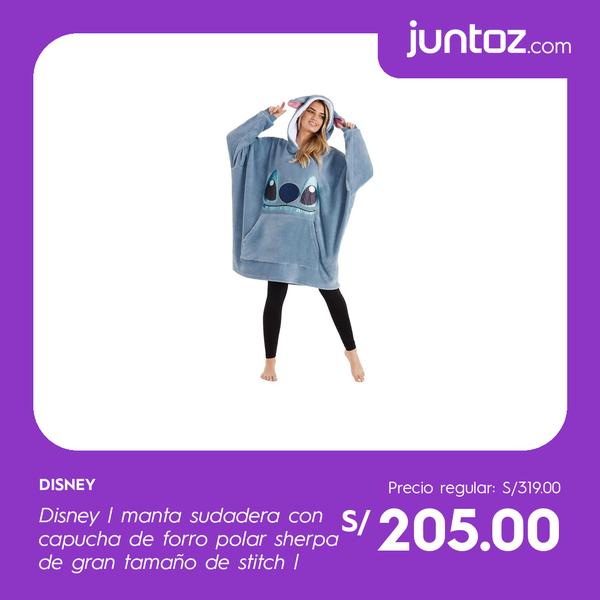 juntoz.com
DISNEY
Precio regular: S/319.00
Disney | manta sudadera con
capucha de forro polar sherpa
de gran tamaño de stitch |
S/ 205.00